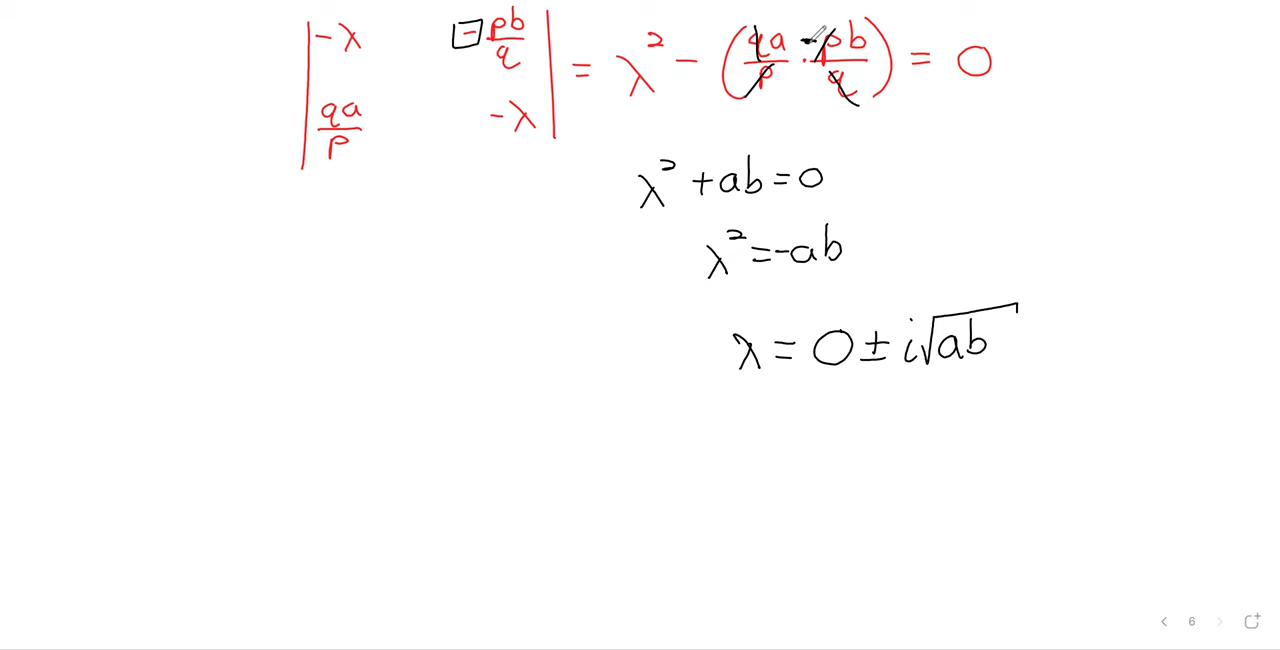 | -λ   -pb/q |
| qa/p   -λ | = λ² - (qa/p · -pb/q) = 0
λ² + ab = 0
λ² = -ab
λ = 0 ± i√ab
6